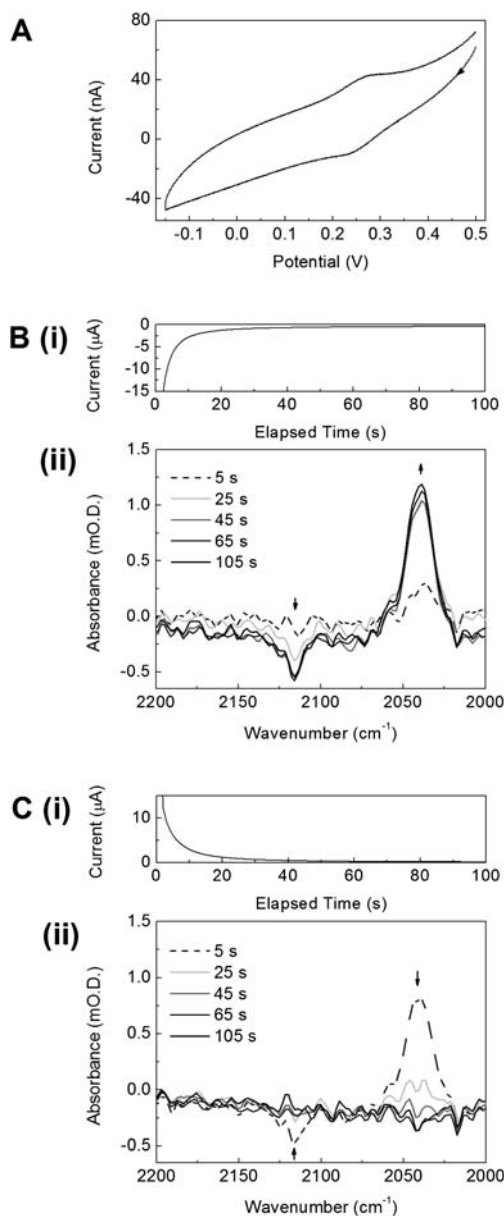 A
80
40
0
-40
Current (nA)
-0.1 0.0 0.1 0.2 0.3 0.4 0.5
Potential (V)
B (i)
0
-5
-10
-15
Current (μA)
0 20 40 60 80 100
Elapsed Time (s)
(ii)
1.5
1.0
0.5
0.0
-0.5
Absorbance (mO.D.)
5 s
25 s
45 s
65 s
105 s
2200 2150 2100 2050 2000
Wavenumber (cm⁻¹)
C (i)
10
0
Current (μA)
0 20 40 60 80 100
Elapsed Time (s)
(ii)
1.5
1.0
0.5
0.0
-0.5
Absorbance (mO.D.)
5 s
25 s
45 s
65 s
105 s
2200 2150 2100 2050 2000
Wavenumber (cm⁻¹)